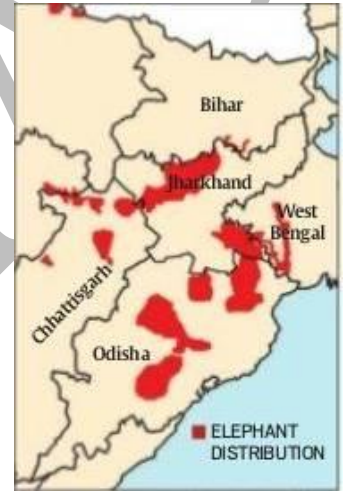 Bihar
Jharkhand
West
Bengal
Chhattisgarh
Odisha
ELEPHANT
DISTRIBUTION